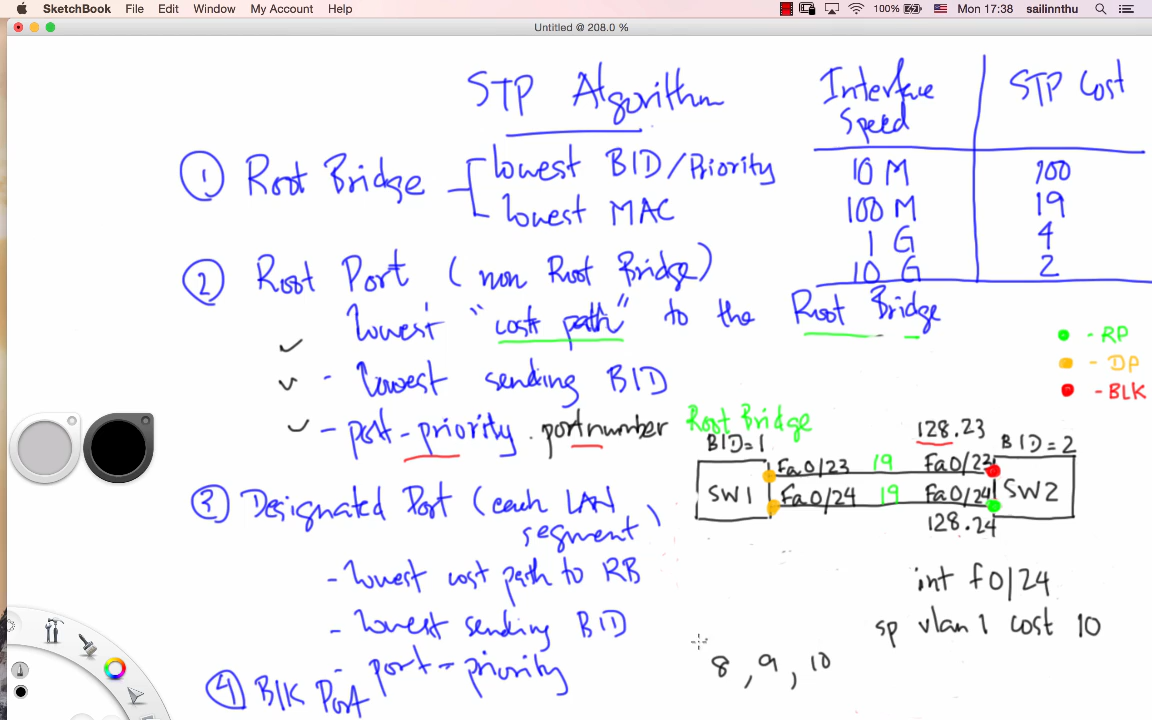 SketchBook File Edit Window My Account Help 100% Mon 17:38 sailinnthu
Untitled @ 208.0 %
STP Algorithm
① Root Bridge lowest BID/Priority
lowest MAC
② Root Port (non Root Bridge)
lowest "cost path" to the Root Bridge
- lowest sending BID
- port-priority . portnumber
③ Designated Port (each LAN
segment)
- lowest cost path to RB
- lowest sending BID
- port-priority
④ Blk Port
Interface Speed STP Cost
10 M 100
100 M 19
1 G 4
10 G 2
- RP
- DP
- BLK
Root Bridge
BID=1
128.23
BID=2
Fa0/23 19 Fa0/23
SW1 Fa0/24 19 Fa0/24 SW2
128.24
int f0/24
sp vlan 1 cost 10
8 , 9 , 10